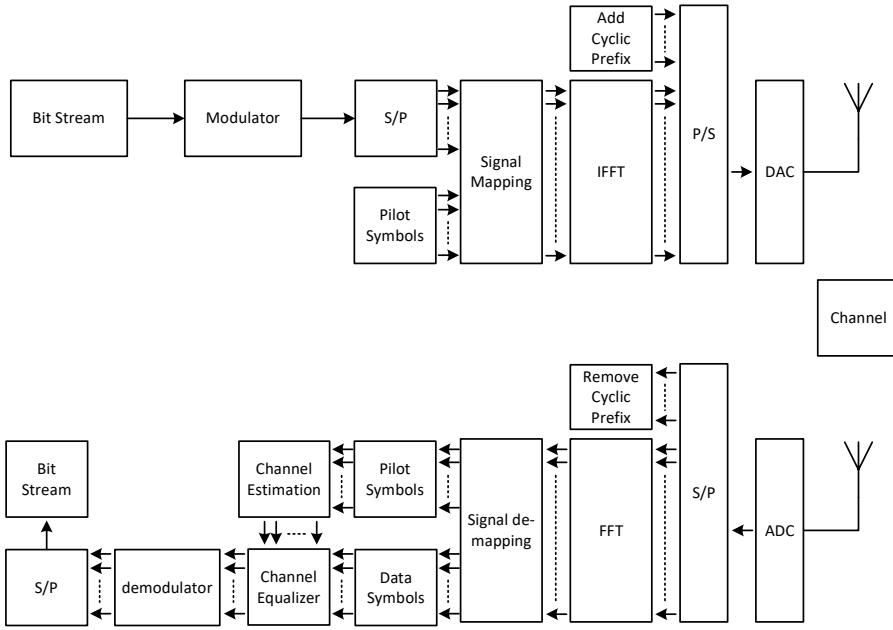 Add
Cyclic
Prefix
Bit Stream
Modulator
S/P
Signal
Mapping
IFFT
P/S
DAC
Pilot
Symbols
Channel
Remove
Cyclic
Prefix
Bit
Stream
Channel
Estimation
Pilot
Symbols
Signal de-
mapping
FFT
S/P
ADC
S/P
demodulator
Channel
Equalizer
Data
Symbols